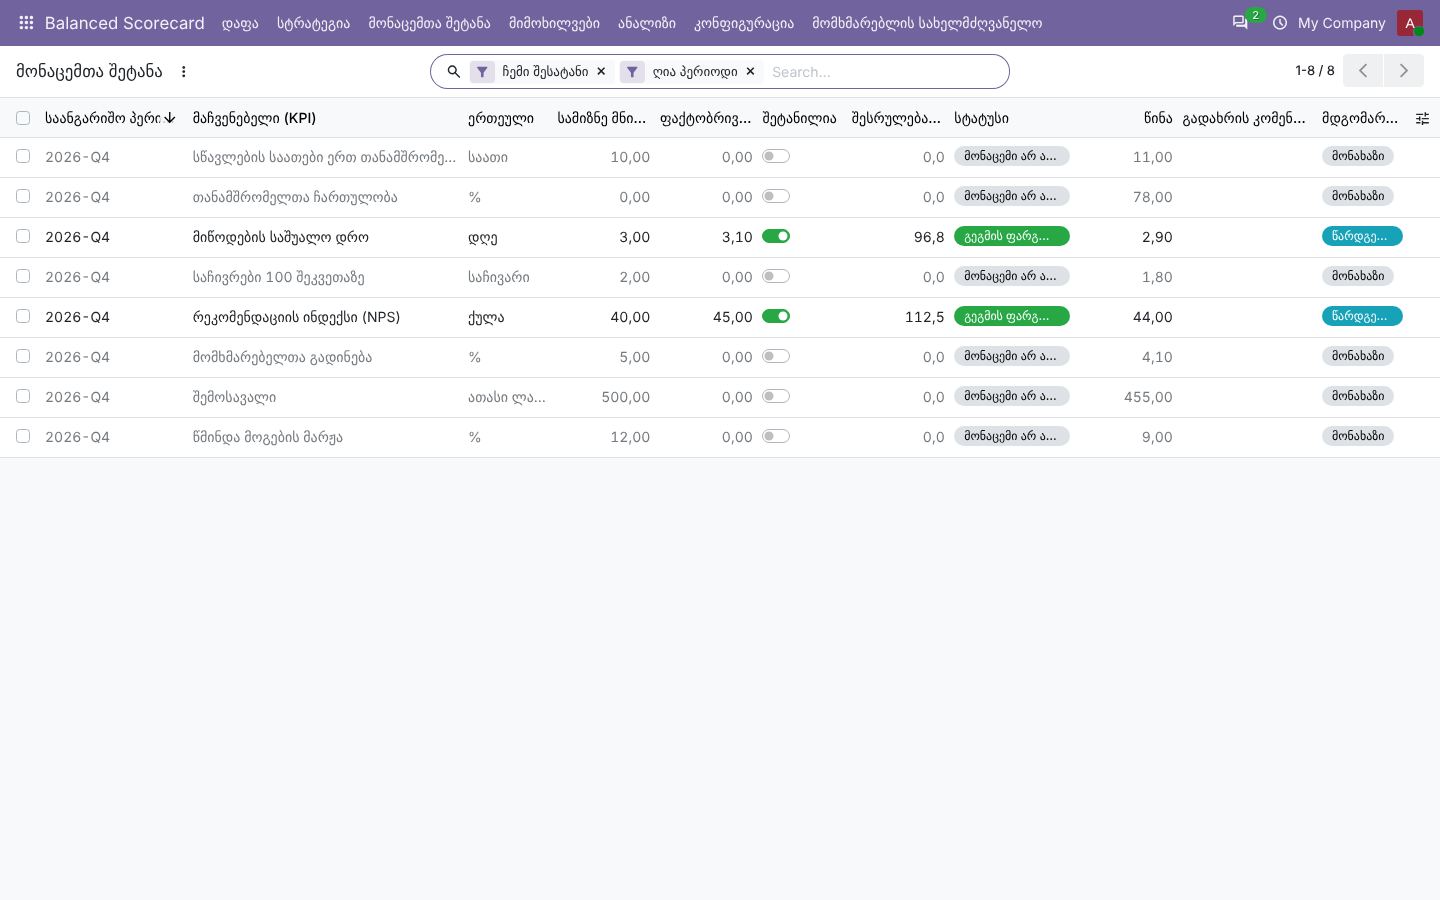 Balanced Scorecard დაფა სტრატეგია მონაცემთა შეტანა მიმოხილვები ანალიზი კონფიგურაცია მომხმარებლის სახელმძღვანელო 2 My Company A
მონაცემთა შეტანა ჩემი შესატანი ღია პერიოდი Search... 1-8 / 8
საანგარიშო პერი მაჩვენებელი (KPI) ერთეული სამიზნე მნი... ფაქტობრივ... შეტანილია შესრულება... სტატუსი წინა გადახრის კომენ... მდგომარ...
2026-Q4 სწავლების საათები ერთ თანამშრომე... საათი 10,00 0,00 0,0 მონაცემი არ ა... 11,00 მონახაზი
2026-Q4 თანამშრომელთა ჩართულობა % 0,00 0,00 0,0 მონაცემი არ ა... 78,00 მონახაზი
2026-Q4 მიწოდების საშუალო დრო დღე 3,00 3,10 96,8 გეგმის ფარგ... 2,90 წარდგე...
2026-Q4 საჩივრები 100 შეკვეთაზე საჩივარი 2,00 0,00 0,0 მონაცემი არ ა... 1,80 მონახაზი
2026-Q4 რეკომენდაციის ინდექსი (NPS) ქულა 40,00 45,00 112,5 გეგმის ფარგ... 44,00 წარდგე...
2026-Q4 მომხმარებელთა გადინება % 5,00 0,00 0,0 მონაცემი არ ა... 4,10 მონახაზი
2026-Q4 შემოსავალი ათასი ლა... 500,00 0,00 0,0 მონაცემი არ ა... 455,00 მონახაზი
2026-Q4 წმინდა მოგების მარჟა % 12,00 0,00 0,0 მონაცემი არ ა... 9,00 მონახაზი